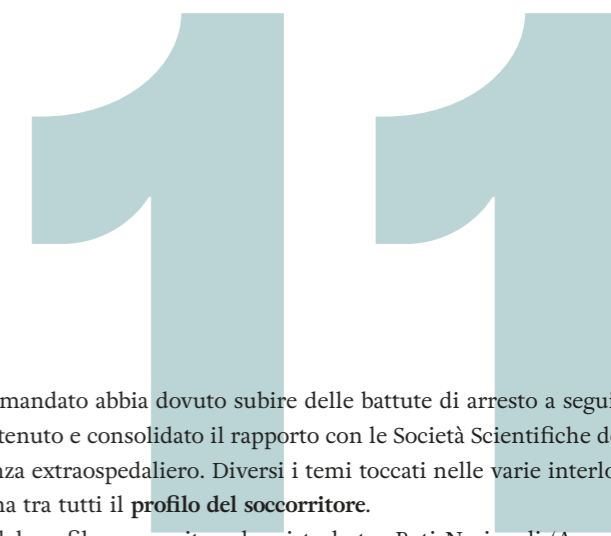 11
mandato abbia dovuto subire delle battute di arresto a segui
tenuto e consolidato il rapporto con le Società Scientifiche d
nza extraospedaliero. Diversi i temi toccati nelle varie interlo
na tra tutti il profilo del soccorritore.